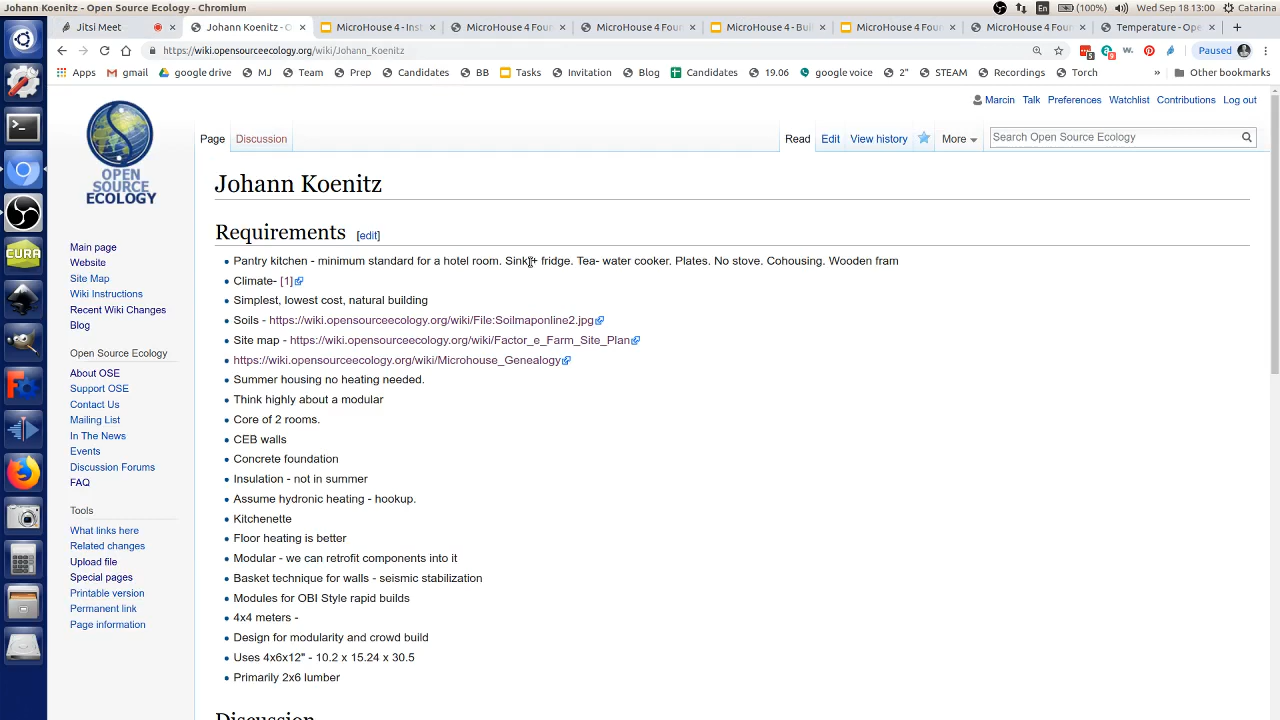 Johann Koenitz - Open Source Ecology - Chromium
En (100%) Wed Sep 18 13:00 Catarina
Jitsi Meet
Johann Koenitz - O
MicroHouse 4 - Inst
MicroHouse 4 Foun
MicroHouse 4 Foun
MicroHouse 4 - Bui
MicroHouse 4 Foun
MicroHouse 4 Foun
Temperature - Ope
https://wiki.opensourceecology.org/wiki/Johann_Koenitz
Paused
Apps gmail google drive MJ Team Prep Candidates BB Tasks Invitation Blog Candidat 19.06 google voice 2" STEAM Recordings Torch » Other bookmarks
Marcin Talk Preferences Watchlist Contributions Log out
Page Discussion Read Edit View history More Search Open Source Ecology
OPEN
SOURCE
ECOLOGY
CURA
Main page
Website
Site Map
Wiki Instructions
Recent Wiki Changes
Blog
Open Source Ecology
About OSE
Support OSE
Contact Us
Mailing List
In The News
Events
Discussion Forums
FAQ
Tools
What links here
Related changes
Upload file
Special pages
Printable version
Permanent link
Page information
Johann Koenitz
Requirements [edit]
Pantry kitchen - minimum standard for a hotel room. Sink + fridge. Tea- water cooker. Plates. No stove. Cohousing. Wooden fram
Climate- [1]
Simplest, lowest cost, natural building
Soils - https://wiki.opensourceecology.org/wiki/File:Soilmaponline2.jpg
Site map - https://wiki.opensourceecology.org/wiki/Factor_e_Farm_Site_Plan
https://wiki.opensourceecology.org/wiki/Microhouse_Genealogy
Summer housing no heating needed.
Think highly about a modular
Core of 2 rooms.
CEB walls
Concrete foundation
Insulation - not in summer
Assume hydronic heating - hookup.
Kitchenette
Floor heating is better
Modular - we can retrofit components into it.
Basket technique for walls - seismic stabilization
Modules for OBI Style rapid builds
4x4 meters -
Design for modularity and crowd build
Uses 4x6x12" - 10.2 x 15.24 x 30.5
Primarily 2x6 lumber
Discussion